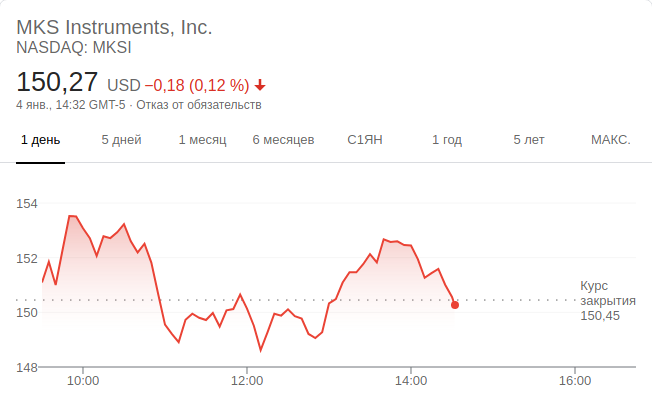 MKS Instruments, Inc.
NASDAQ: MKSI
150,27 USD −0,18 (0,12 %)
4 янв., 14:32 GMT-5 · Отказ от обязательств
1 день 5 дней 1 месяц 6 месяцев С1ЯН 1 год 5 лет МАКС.
154
152
150
148
Курс
закрытия
150,45
10:00 12:00 14:00 16:00